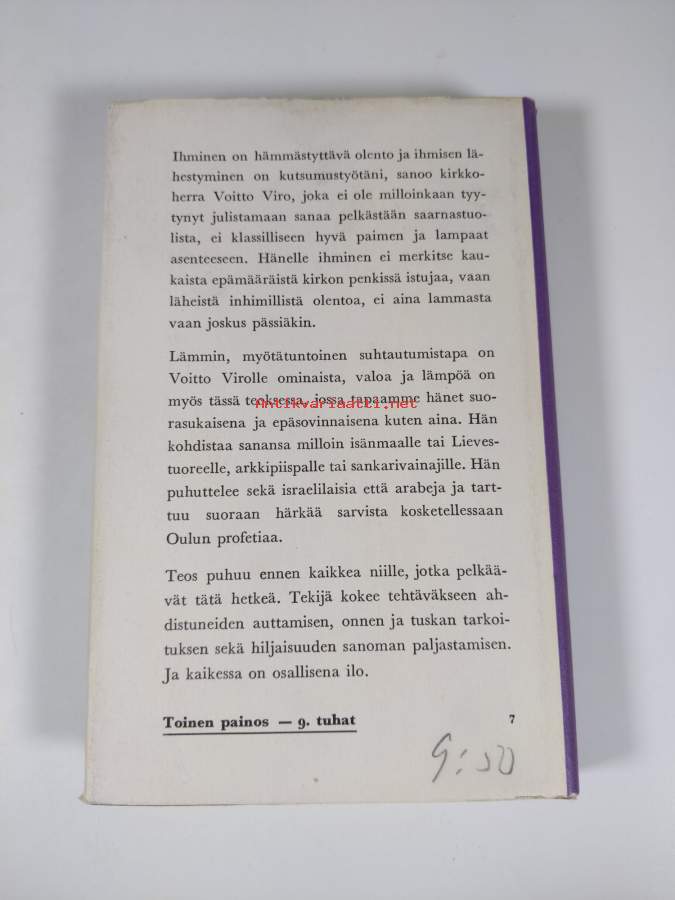 Ihminen on hämmästyttävä olento ja ihmisen lä-
hestyminen on kutsumustyötäni, sanoo kirkko-
herra Voitto Viro, joka ei ole milloinkaan tyy-
tynyt julistamaan sanaa pelkästään saarnastuo-
lista, ei klassilliseen hyvä paimen ja lampaat
asenteeseen. Hänelle ihminen ei merkitse kau-
kaista epämääräistä kirkon penkissä istujaa, vaan
läheistä inhimillistä olentoa, ei aina lammasta
vaan joskus pässiäkin.
Lämmin, myötätuntoinen suhtautumistapa on
Voitto Virolle ominaista, valoa ja lämpöä on
myös tässä teoksessa, jossa tapaamme hänet suo-
Antikvariaatti.net
rasukaisena ja epäsovinnaisena kuten aina. Hän
kohdistaa sanansa milloin isänmaalle tai Lieves-
tuoreelle, arkkipiispalle tai sankarivainajille. Hän
puhuttelee sekä israelilaisia että arabeja ja tart-
tuu suoraan härkää sarvista kosketellessaan
Oulun profetiaa.
Teos puhuu ennen kaikkea niille, jotka pelkää-
vät tätä hetkeä. Tekijä kokee tehtäväkseen ah-
distuneiden auttamisen, onnen ja tuskan tarkoi-
tuksen sekä hiljaisuuden sanoman paljastamisen.
Ja kaikessa on osallisena ilo.
Toinen painos — 9. tuhat 7
9:50